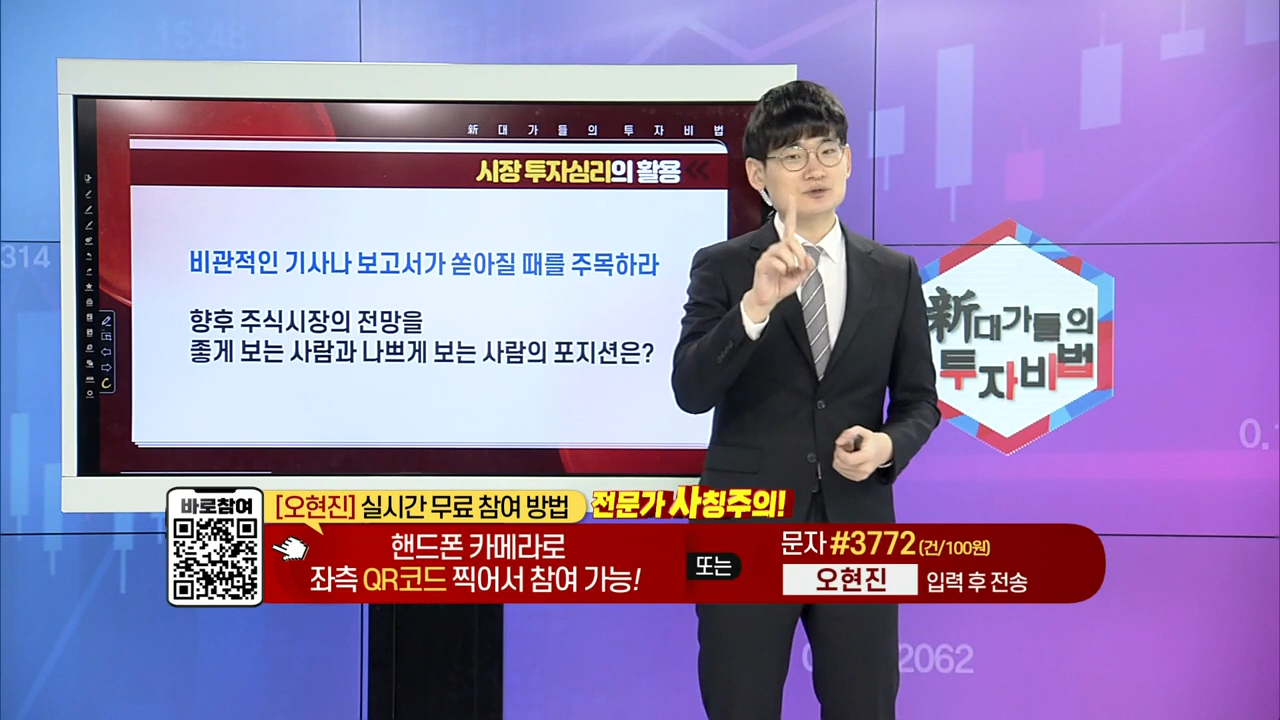 15.48
新대가들의 투자비법
시장 투자심리의 활용
비관적인 기사나 보고서가 쏟아질 때를 주목하라
향후 주식시장의 전망을
좋게 보는 사람과 나쁘게 보는 사람의 포지션은?
314
新대가들의
투자비법
0.
2062
바로참여
[오현진] 실시간 무료 참여 방법
전문가 사칭주의!
핸드폰 카메라로
좌측 QR코드 찍어서 참여 가능!
또는
문자 #3772 (건/100원)
오현진 입력 후 전송